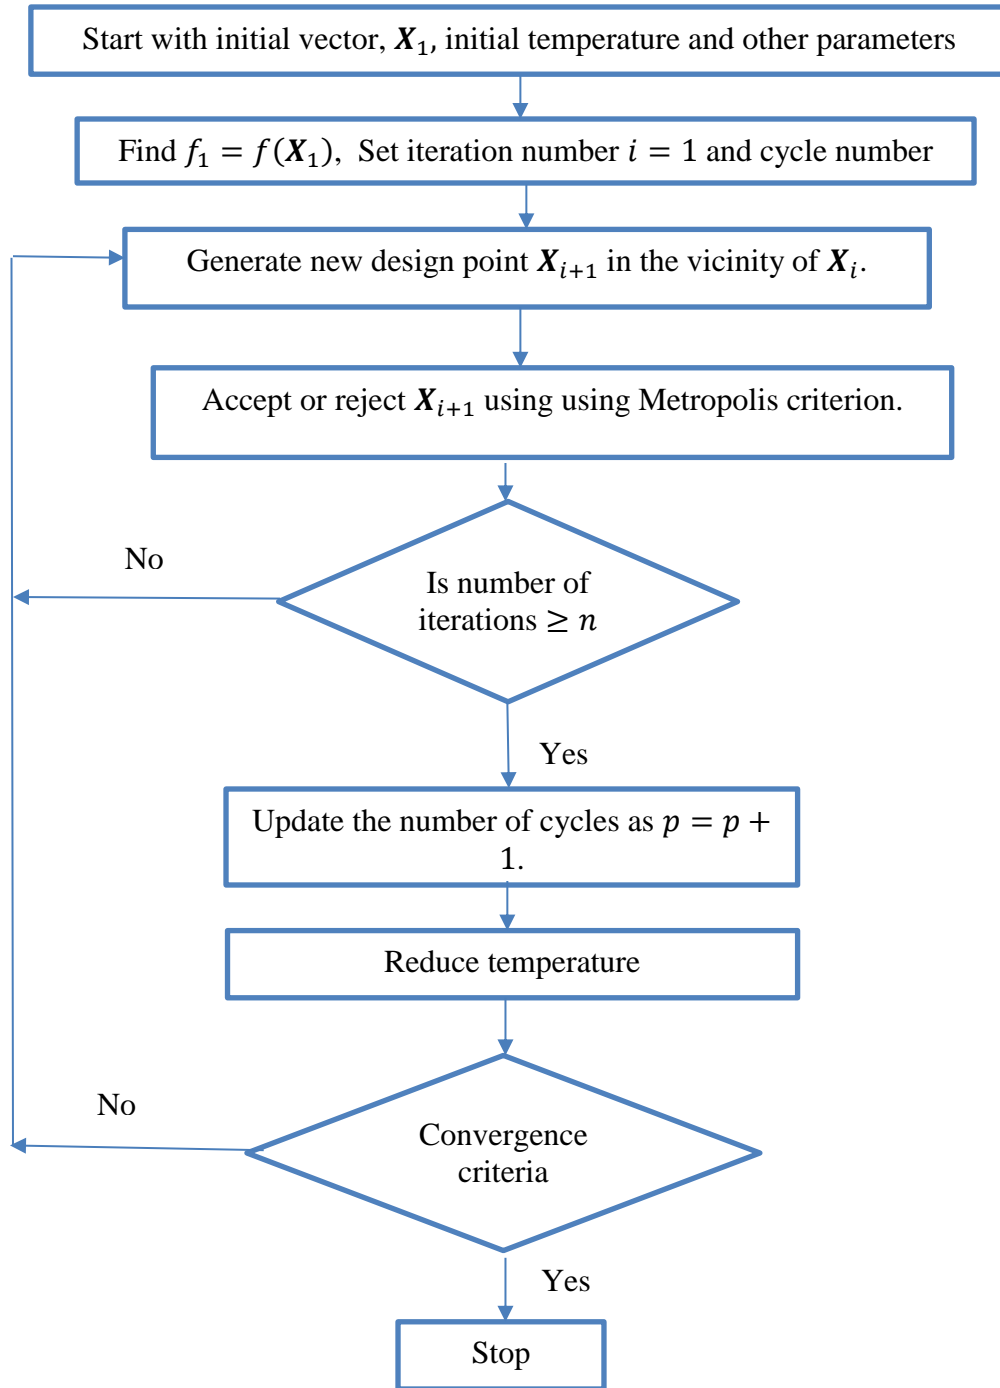 Start with initial vector, X₁, initial temperature and other parameters
Find f₁ = f(X₁), Set iteration number i = 1 and cycle number
Generate new design point Xᵢ₊₁ in the vicinity of Xᵢ.
Accept or reject Xᵢ₊₁ using using Metropolis criterion.
No
Is number of
iterations ≥ n
Yes
Update the number of cycles as p = p +
1.
Reduce temperature
No
Convergence
criteria
Yes
Stop